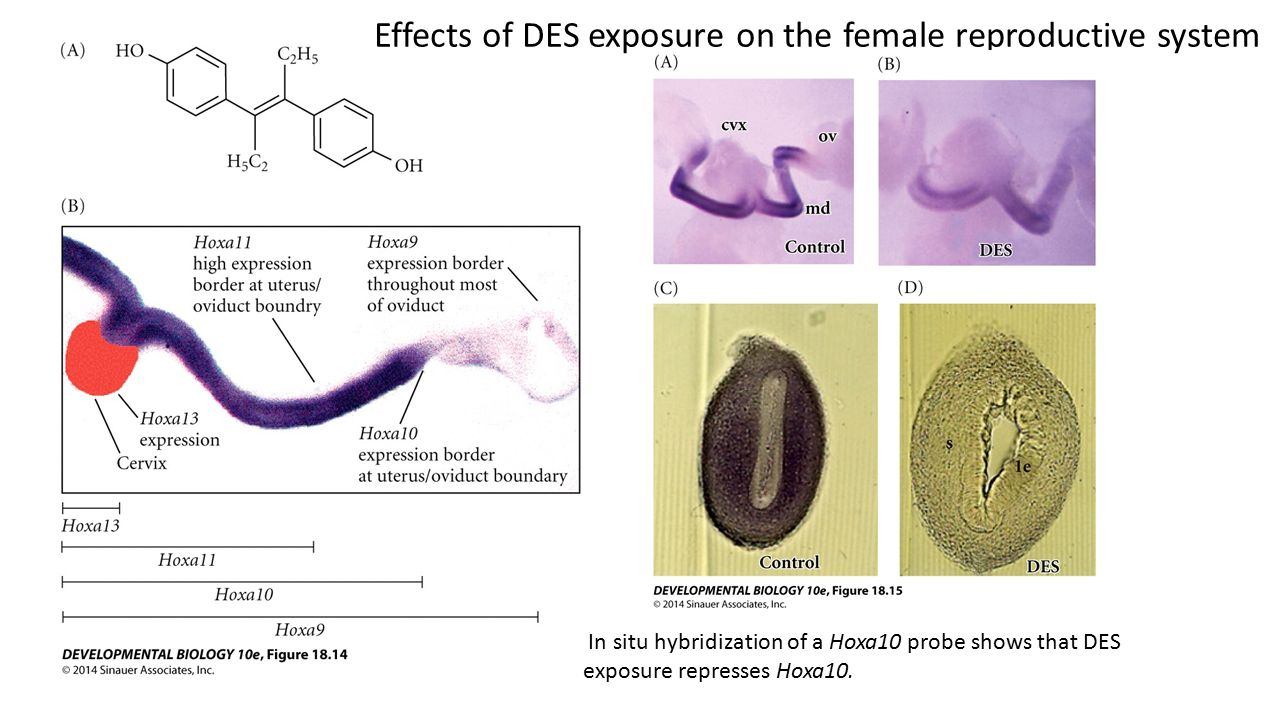 Effects of DES exposure on the female reproductive system
(A)
HO
C₂H₅
H₅C₂
OH
(B)
Hoxa11
high expression
border at uterus/
oviduct boundry
Hoxa9
expression border
throughout most
of oviduct
Hoxa13
expression
Cervix
Hoxa10
expression border
at uterus/oviduct boundary
Hoxa13
Hoxa11
Hoxa10
Hoxa9
DEVELOPMENTAL BIOLOGY 10e, Figure 18.14
© 2014 Sinauer Associates, Inc.
(A)
cvx
ov
md
Control
(B)
DES
(C)
Control
(D)
s
le
DES
DEVELOPMENTAL BIOLOGY 10e, Figure 18.15
© 2014 Sinauer Associates, Inc.
In situ hybridization of a Hoxa10 probe shows that DES
exposure represses Hoxa10.